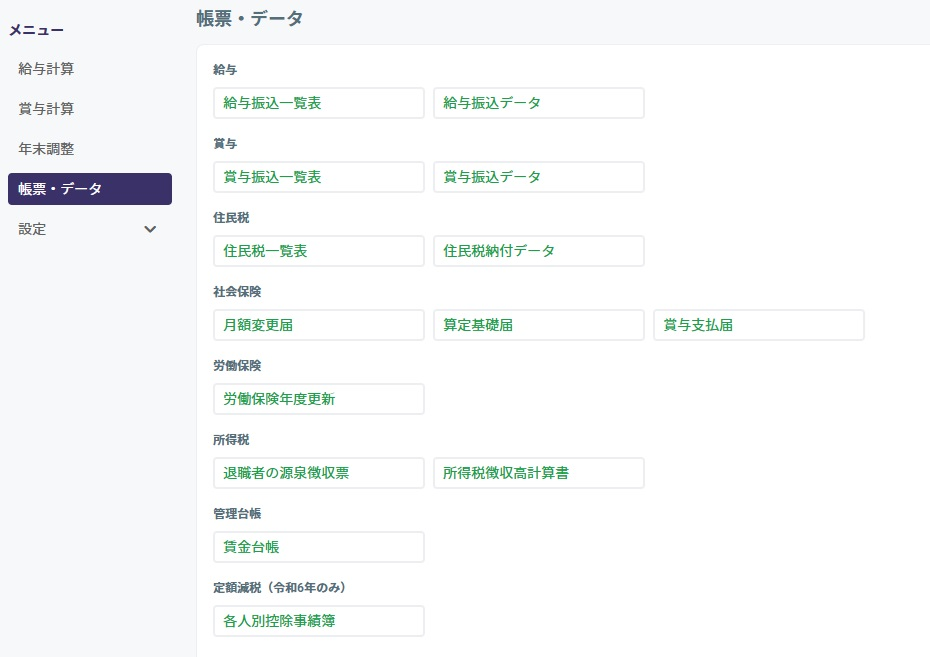 メニュー
給与計算
賞与計算
年末調整
帳票・データ
設定
帳票・データ
給与
給与振込一覧表
給与振込データ
賞与
賞与振込一覧表
賞与振込データ
住民税
住民税一覧表
住民税納付データ
社会保険
月額変更届
算定基礎届
賞与支払届
労働保険
労働保険年度更新
所得税
退職者の源泉徴収票
所得税徴収高計算書
管理台帳
賃金台帳
定額減税（令和6年のみ）
各人別控除事績簿